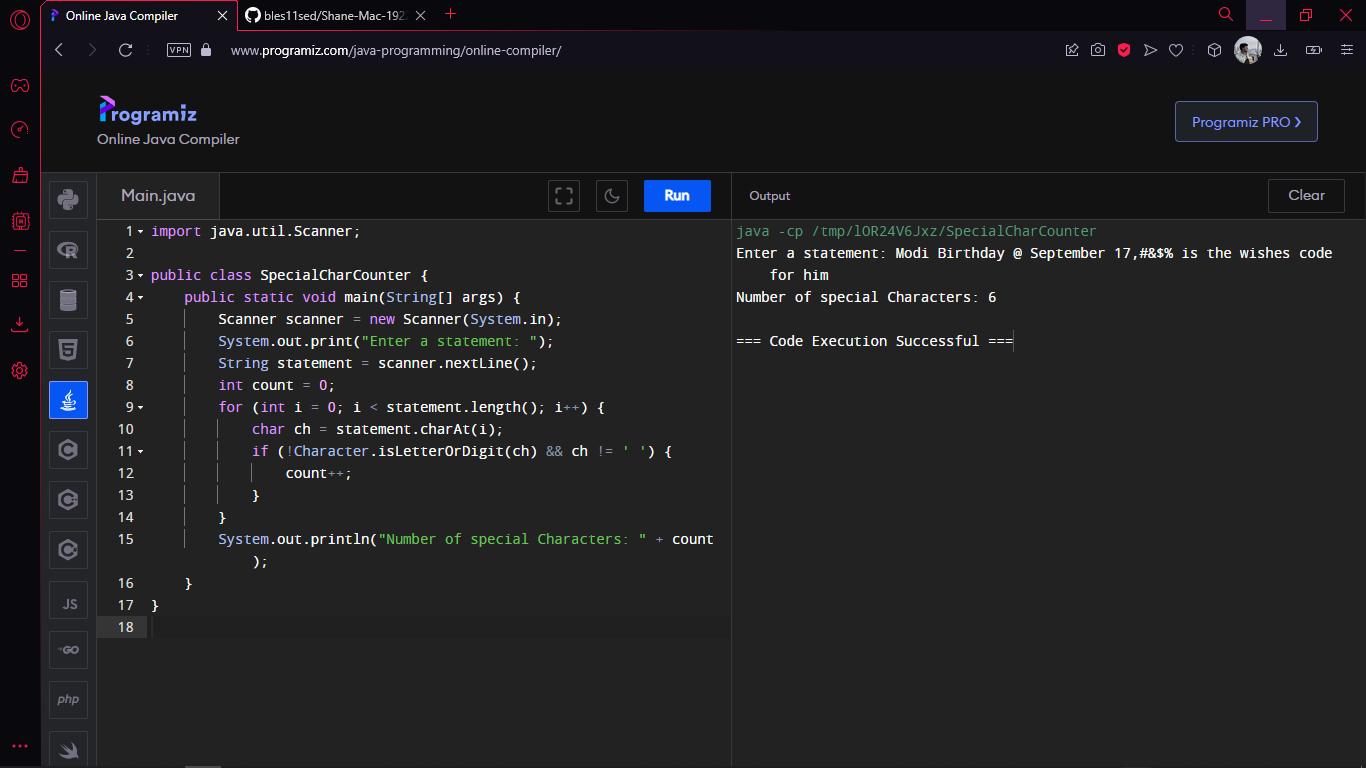 Online Java Compiler
bles11sed/Shane-Mac-192
VPN
www.programiz.com/java-programming/online-compiler/
Programiz
Online Java Compiler
Programiz PRO ❯
Main.java
Run
Output
Clear
1 import java.util.Scanner;
2
3 public class SpecialCharCounter {
4     public static void main(String[] args) {
5         Scanner scanner = new Scanner(System.in);
6         System.out.print("Enter a statement: ");
7         String statement = scanner.nextLine();
8         int count = 0;
9         for (int i = 0; i < statement.length(); i++) {
10             char ch = statement.charAt(i);
11             if (!Character.isLetterOrDigit(ch) && ch != ' ') {
12                 count++;
13             }
14         }
15         System.out.println("Number of special Characters: " + count
);
16     }
17 }
18
java -cp /tmp/lOR24V6Jxz/SpecialCharCounter
Enter a statement: Modi Birthday @ September 17,#&$% is the wishes code
for him
Number of special Characters: 6
=== Code Execution Successful ===
R
5
C
C
C
JS
GO
php